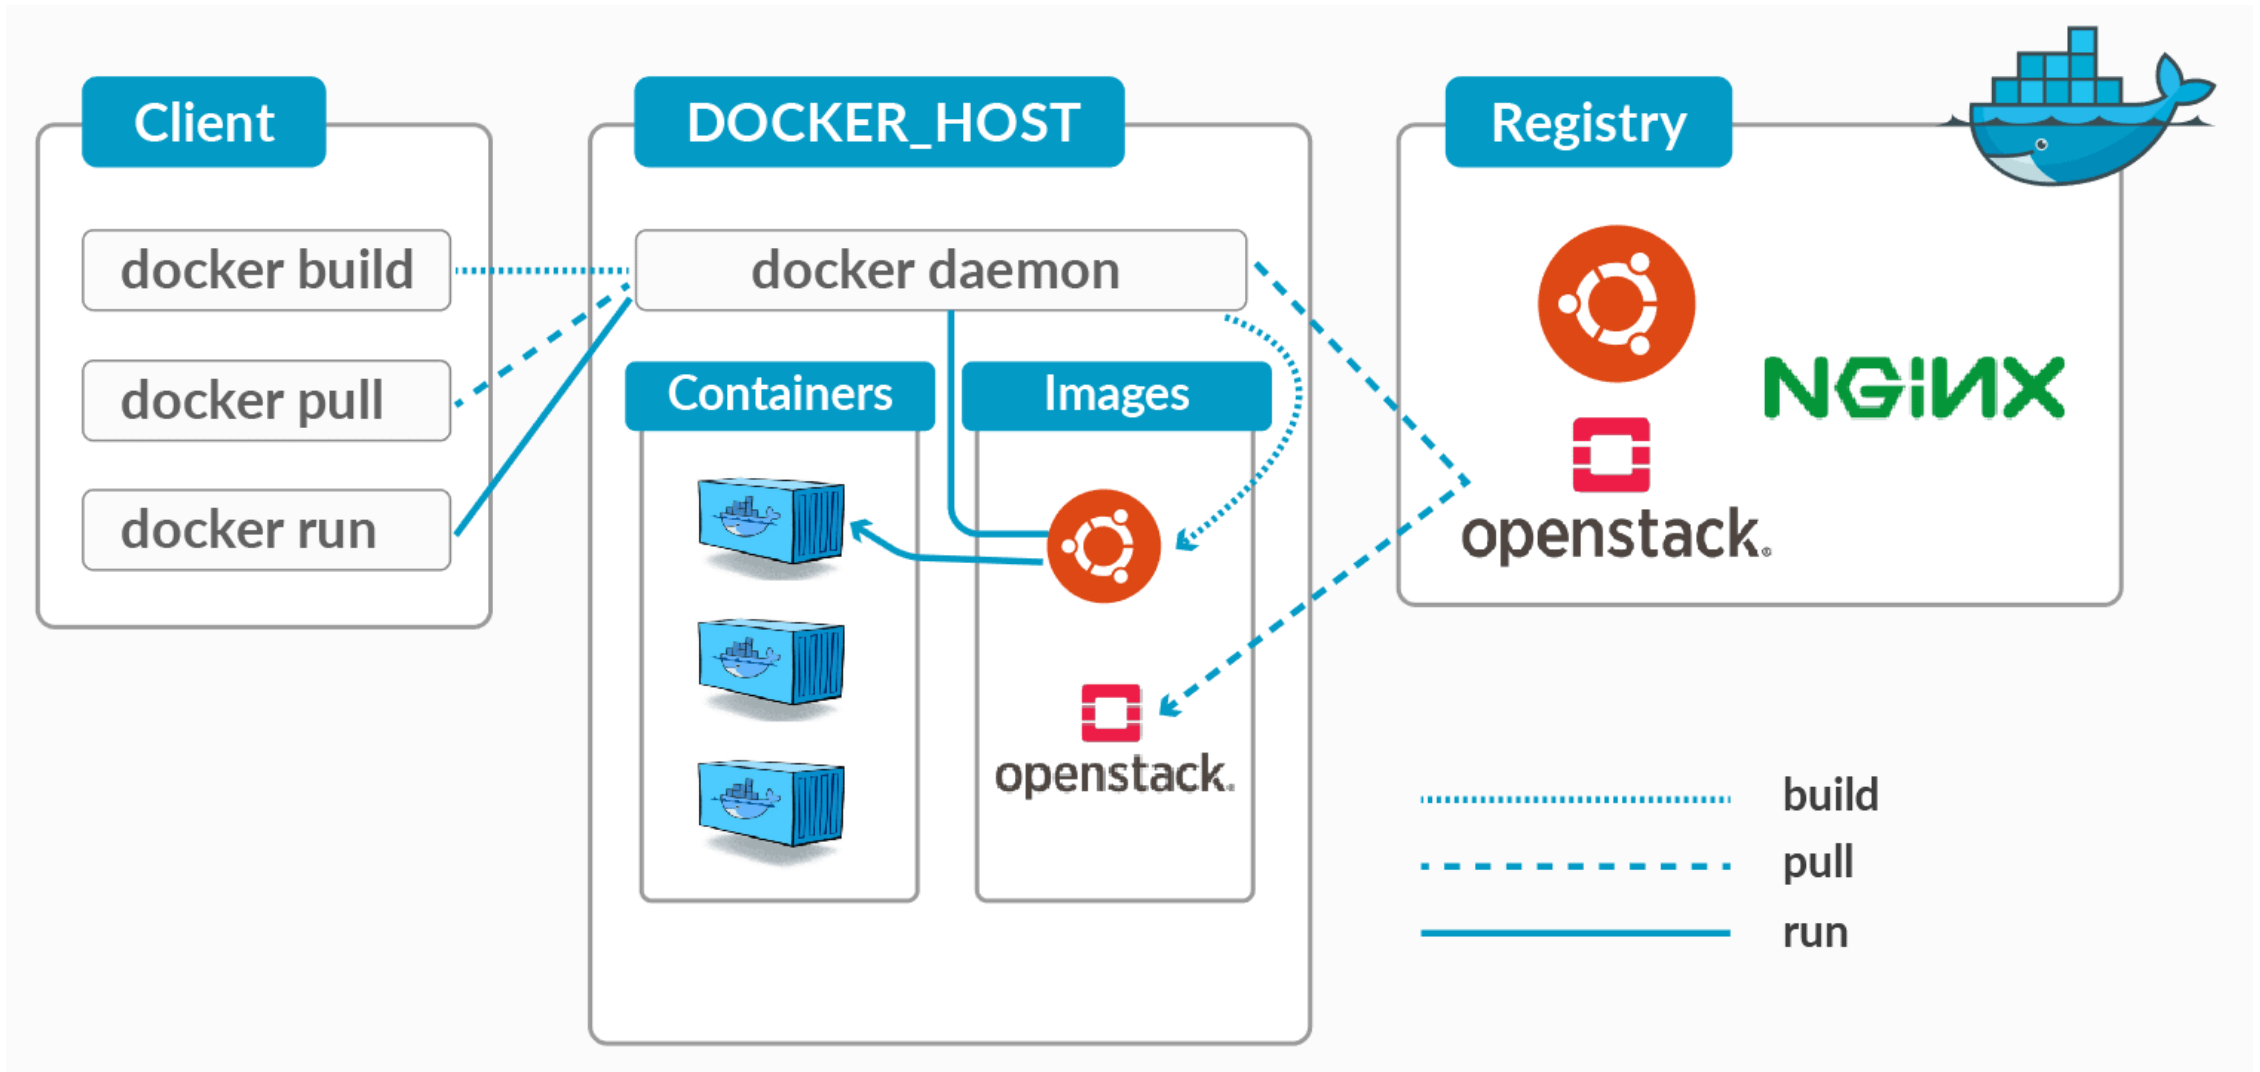 Client
docker build
docker pull
docker run
DOCKER_HOST
docker daemon
Containers
Images
openstack.
Registry
NGiNX
openstack.
build
pull
run